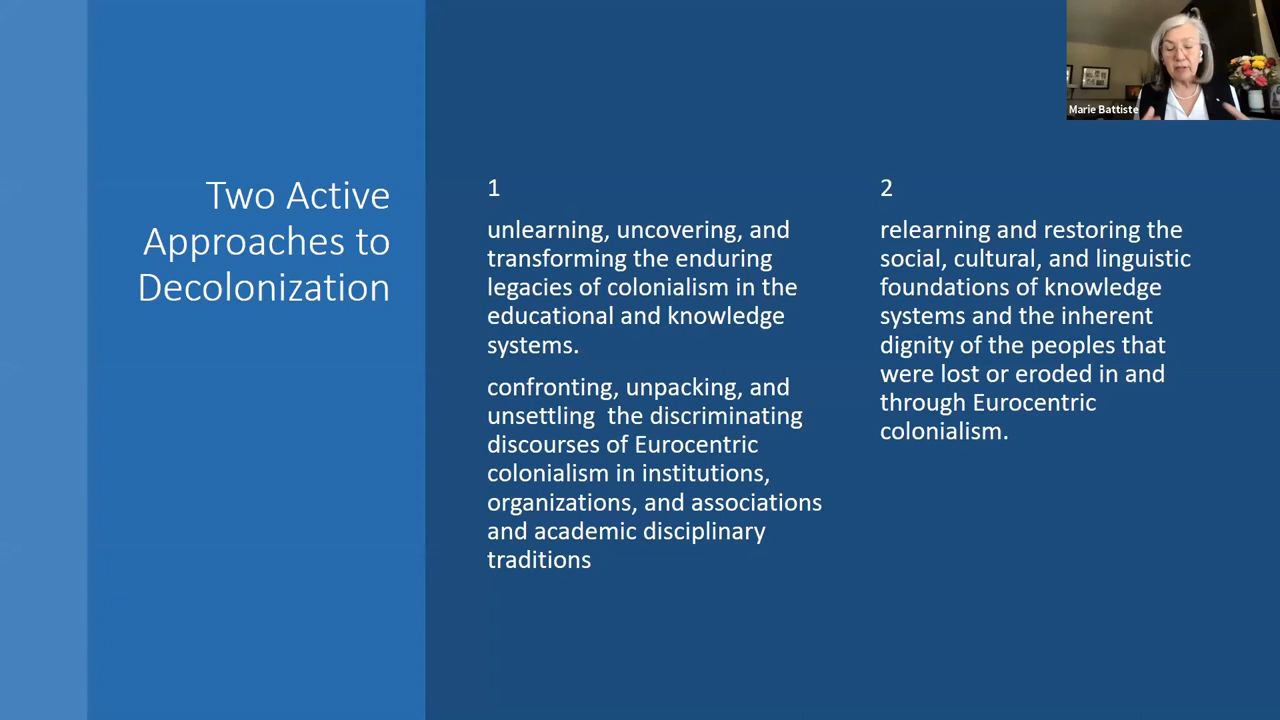 Two Active
Approaches to
Decolonization
1
unlearning, uncovering, and
transforming the enduring
legacies of colonialism in the
educational and knowledge
systems.
confronting, unpacking, and
unsettling  the discriminating
discourses of Eurocentric
colonialism in institutions,
organizations, and associations
and academic disciplinary
traditions
2
relearning and restoring the
social, cultural, and linguistic
foundations of knowledge
systems and the inherent
dignity of the peoples that
were lost or eroded in and
through Eurocentric
colonialism.
Marie Battiste